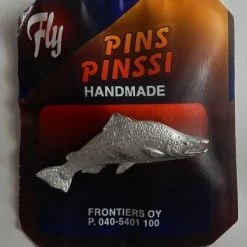 Fly
PINS
PINSSI
HANDMADE
FRONTIERS OY
P. 040-5401 100